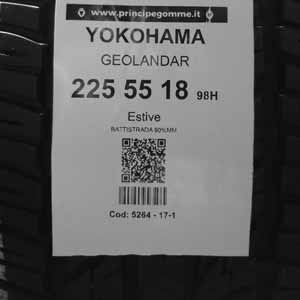 www.principegomme.it
YOKOHAMA
GEOLANDAR
225 55 18 98H
Estive
BATTISTRADA 80%MM
Cod: 5264 - 17-1